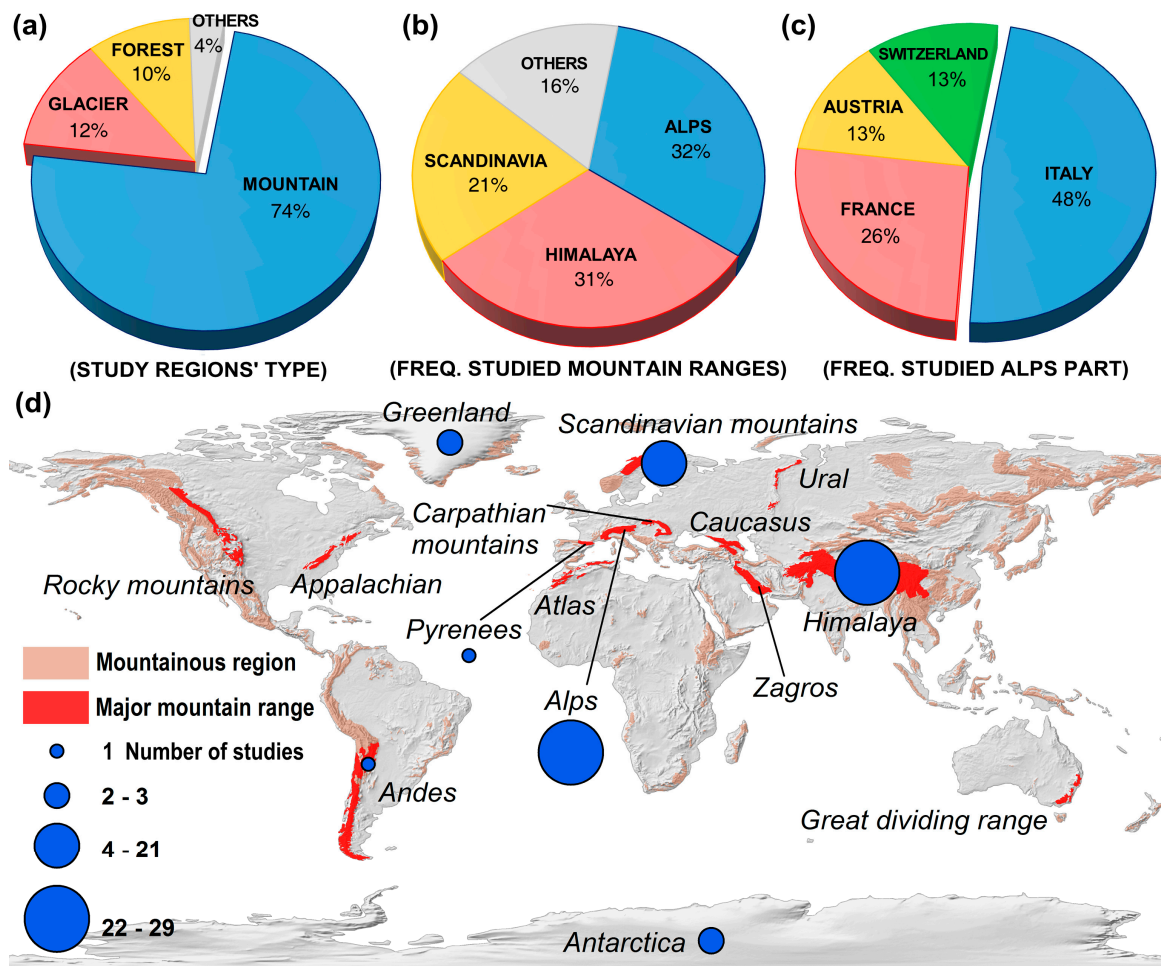 (a)
OTHERS
4%
FOREST
10%
GLACIER
12%
MOUNTAIN
74%
(STUDY REGIONS' TYPE)
(b)
OTHERS
16%
ALPS
32%
SCANDINAVIA
21%
HIMALAYA
31%
(FREQ. STUDIED MOUNTAIN RANGES)
(c)
SWITZERLAND
13%
AUSTRIA
13%
ITALY
48%
FRANCE
26%
(FREQ. STUDIED ALPS PART)
(d)
Greenland
Scandinavian mountains
Ural
Carpathian
mountains
Caucasus
Rocky mountains
Appalachian
Atlas
Himalaya
Pyrenees
Zagros
Alps
Andes
Great dividing range
Antarctica
Mountainous region
Major mountain range
1 Number of studies
2 - 3
4 - 21
22 - 29